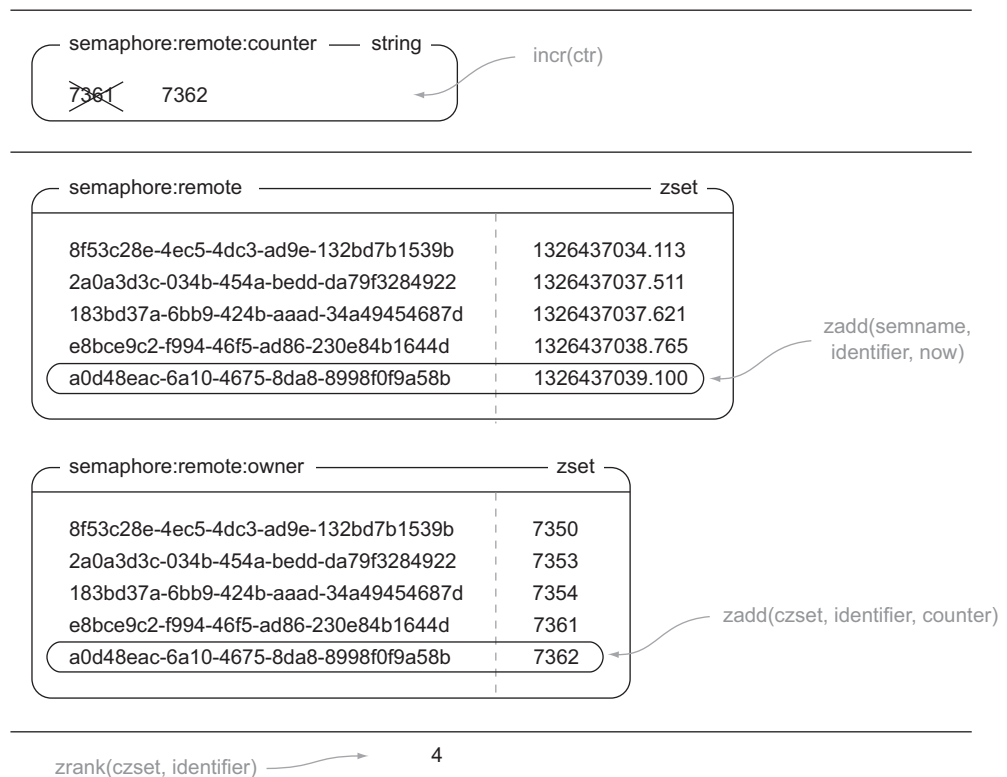 semaphore:remote:counter string
incr(ctr)
7361 7362
semaphore:remote zset
8f53c28e-4ec5-4dc3-ad9e-132bd7b1539b 1326437034.113
2a0a3d3c-034b-454a-bedd-da79f3284922 1326437037.511
183bd37a-6bb9-424b-aaad-34a49454687d 1326437037.621
e8bce9c2-f994-46f5-ad86-230e84b1644d 1326437038.765
a0d48eac-6a10-4675-8da8-8998f0f9a58b 1326437039.100
zadd(semname,
identifier, now)
semaphore:remote:owner zset
8f53c28e-4ec5-4dc3-ad9e-132bd7b1539b 7350
2a0a3d3c-034b-454a-bedd-da79f3284922 7353
183bd37a-6bb9-424b-aaad-34a49454687d 7354
e8bce9c2-f994-46f5-ad86-230e84b1644d 7361
a0d48eac-6a10-4675-8da8-8998f0f9a58b 7362
zadd(czset, identifier, counter)
zrank(czset, identifier) 4